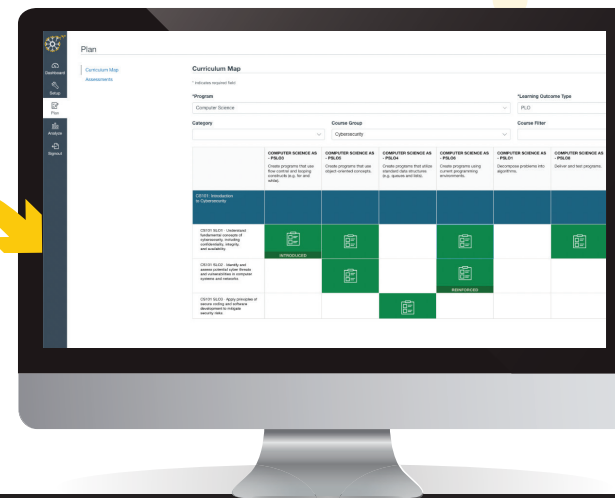 Plan
Dashboard
Setup
Plan
Analysis
Signout
Curriculum Map
Assessments
Curriculum Map
* indicates required field
*Program
*Learning Outcome Type
Computer Science
PLO
Category
Course Group
Course Filter
Cybersecurity
COMPUTER SCIENCE AS
- PSLO3
Create programs that use
flow control and looping
constructs (e.g. for and
while).
COMPUTER SCIENCE AS
- PSLO5
Create programs that use
object-oriented concepts.
COMPUTER SCIENCE AS
- PSLO4
Create programs that utilize
standard data structures
(e.g. queues and lists).
COMPUTER SCIENCE AS
Create programs using
current programming
environments.
COMPUTER SCIENCE AS
- PSLO1
Decompose problems into
algorithms.
COMPUTER SCIENCE AS
Deliver and test programs.
CS101: Introduction
to Cybersecurity
CS101 SLO1 - Understand
fundamental concepts of
cybersecurity, including
confidentiality, integrity,
and availability.
INTRODUCED
CS101 SLO2 - Identify and
assess potential cyber threats
and vulnerabilities in computer
systems and networks
REINFORCED
CS101 SLO3 - Apply principles of
secure coding and software
development to mitigate
security risks